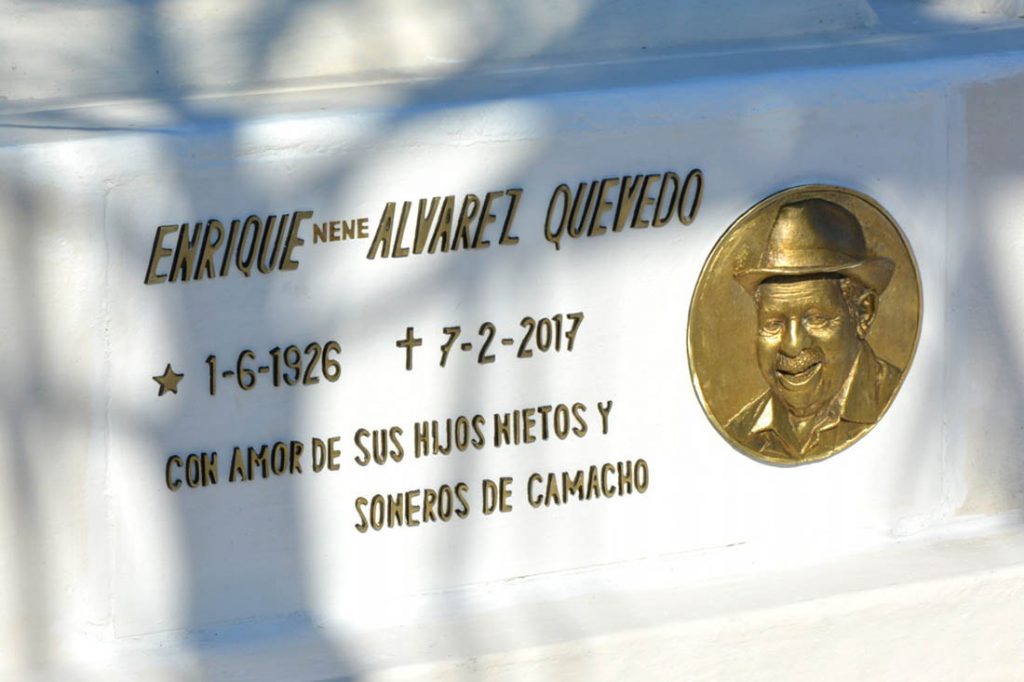 ENRIQUE NENE ALVAREZ QUEVEDO
★ 1-6-1926 ✝ 7-2-2017
CON AMOR DE SUS HIJOS NIETOS Y
SONEROS DE CAMACHO